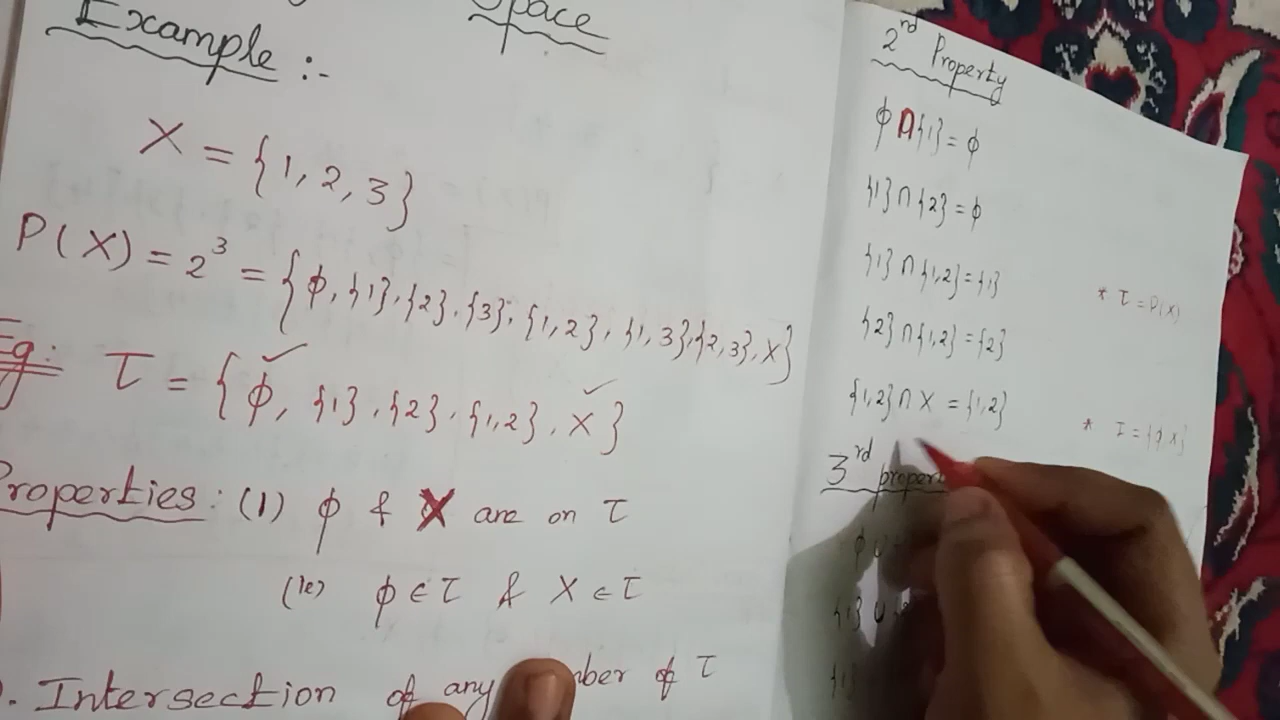 Space
Example :-
X = {1, 2, 3}
P(X) = 2³ = {ϕ, {1}, {2}, {3}, {1,2}, {1,3}, {2,3}, X}
Eg: τ = {ϕ, {1}, {2}, {1,2}, X}
Properties: (1) ϕ & X are on τ
(ie) ϕ ∈ τ & X ∈ τ
Intersection of any of τ
2nd Property
ϕ ∩ {1} = ϕ
{1} ∩ {2} = ϕ
{1} ∩ {1,2} = {1}
{2} ∩ {1,2} = {2}
{1,2} ∩ X = {1,2}
3rd
ϕ ∪
{1} ∪
{1}
* τ = P(X)
* τ = {ϕ, X}